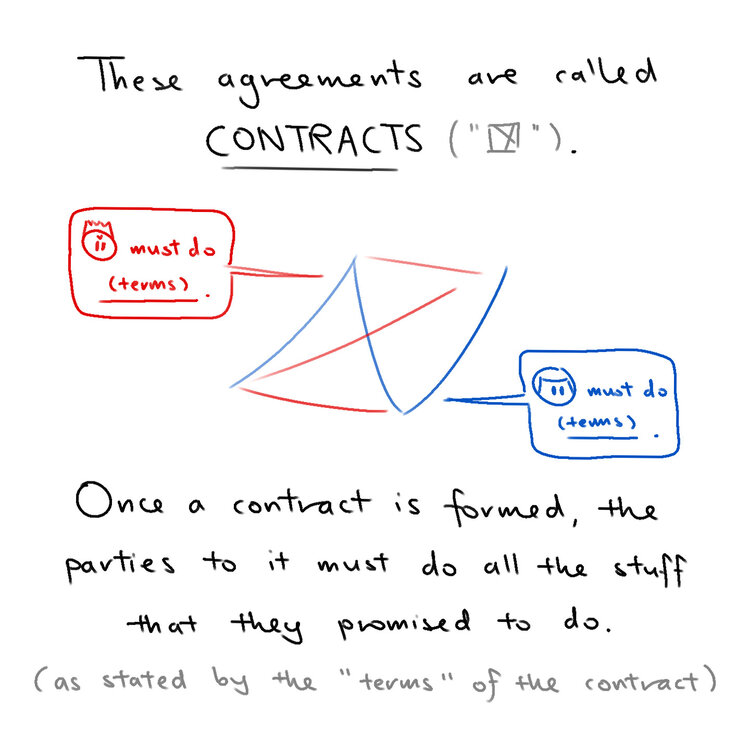 These agreements are called
CONTRACTS (" ").
must do
(terms).
must do
(terms).
Once a contract is formed, the
parties to it must do all the stuff
that they promised to do.
(as stated by the "terms" of the contract)